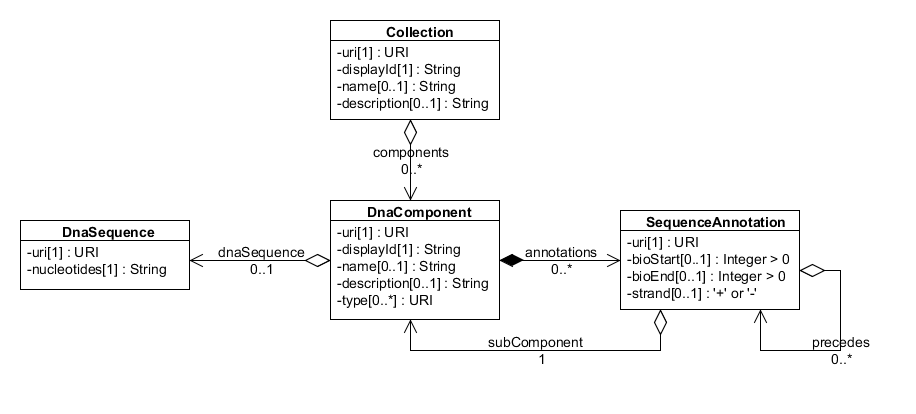 Collection
-uri[1] : URI
-displayId[1] : String
-name[0..1] : String
-description[0..1] : String
components
0..*
DnaSequence
-uri[1] : URI
-nucleotides[1] : String
dnaSequence
0..1
DnaComponent
-uri[1] : URI
-displayId[1] : String
-name[0..1] : String
-description[0..1] : String
-type[0..*] : URI
annotations
0..*
SequenceAnnotation
-uri[1] : URI
-bioStart[0..1] : Integer > 0
-bioEnd[0..1] : Integer > 0
-strand[0..1] : '+' or '-'
subComponent
1
precedes
0..*